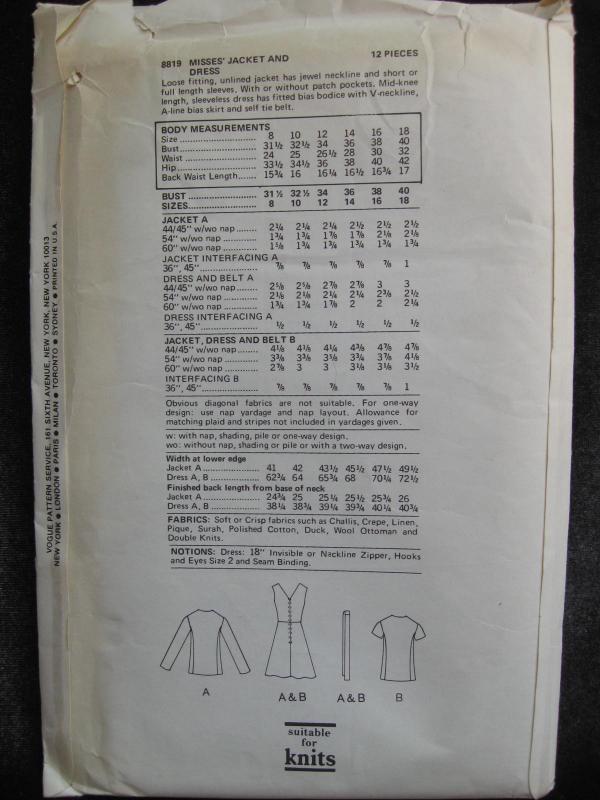 8819 MISSES' JACKET AND DRESS 12 PIECES
Loose fitting, unlined jacket has jewel neckline and short or
full length sleeves. With or without patch pockets. Mid-knee
length, sleeveless dress has fitted bias bodice with V-neckline,
A-line bias skirt and self tie belt.
BODY MEASUREMENTS
Size 8 10 12 14 16 18
Bust 31½ 32½ 34 36 38 40
Waist 24 25 26½ 28 30 32
Hip 33½ 34½ 36 38 40 42
Back Waist Length 15¾ 16 16¼ 16½ 16¾ 17
BUST 31½ 32½ 34 36 38 40
SIZES 8 10 12 14 16 18
JACKET A
44/45" w/wo nap 2¼ 2¼ 2¼ 2½ 2½ 2½
54" w/wo nap 1¾ 1¾ 1⅞ 1⅞ 2⅛ 2⅛
60" w/wo nap 1⅝ 1¾ 1¾ 1¾ 1¾ 1¾
JACKET INTERFACING A
36", 45" ⅞ ⅞ ⅞ ⅞ ⅞ 1
DRESS AND BELT A
44/45" w/wo nap 2⅝ 2⅝ 2⅞ 2⅞ 3 3
54" w/wo nap 2⅛ 2⅛ 2¼ 2¼ 2⅜ 2½
60" w/wo nap 1¾ 1¾ 1⅞ 2 2 2¼
DRESS INTERFACING A
36", 45" ½ ½ ½ ½ ½ ½
JACKET, DRESS AND BELT B
44/45" w/wo nap 4⅛ 4⅛ 4¼ 4⅜ 4⅞ 4⅞
54" w/wo nap 3⅜ 3⅜ 3⅝ 3¾ 3⅞ 4⅛
60" w/wo nap 2⅞ 3 3 3⅛ 3⅛ 3½
INTERFACING B
36", 45" ⅞ ⅞ ⅞ ⅞ ⅞ 1
Obvious diagonal fabrics are not suitable. For one-way
design: use nap yardage and nap layout. Allowance for
matching plaid and stripes not included in yardages given.
w: with nap, shading, pile or one-way design.
wo: without nap, shading or pile or with a two-way design.
Width at lower edge
Jacket A 41 42 43½ 45½ 47½ 49½
Dress A, B 62¾ 64 65¾ 68 70¼ 72½
Finished back length from base of neck
Jacket A 24¾ 25 25¼ 25½ 25¾ 26
Dress A, B 38¼ 38¾ 39¼ 39¾ 40¼ 40¾
FABRICS: Soft or Crisp fabrics such as Challis, Crepe, Linen,
Pique, Surah, Polished Cotton, Duck, Wool Ottoman and
Double Knits.
NOTIONS: Dress: 18" Invisible or Neckline Zipper, Hooks
and Eyes Size 2 and Seam Binding.
A A & B A & B B
suitable
for
knits
VOGUE PATTERN SERVICE, 161 SIXTH AVENUE, NEW YORK, NEW YORK 10013
NEW YORK ● LONDON ● PARIS ● MILAN ● TORONTO ● SYDNEY ● PRINTED IN U.S.A.